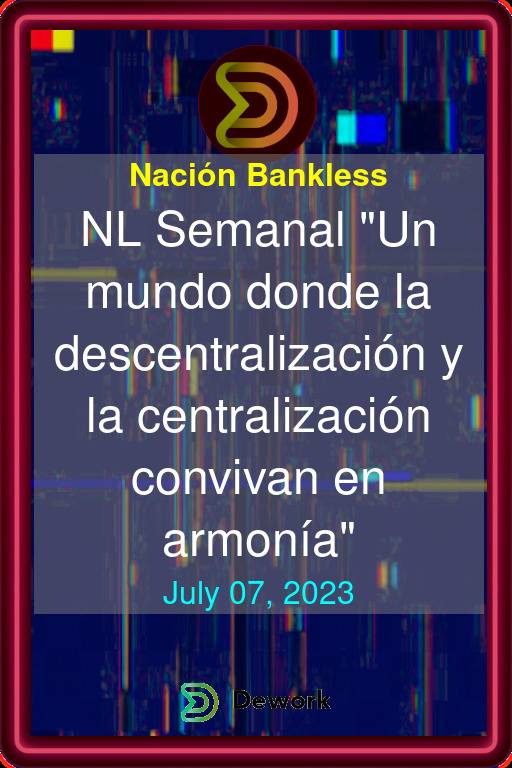 Nación Bankless
NL Semanal "Un
mundo donde la
descentralización y
la centralización
convivan en
armonía"
July 07, 2023
Dework